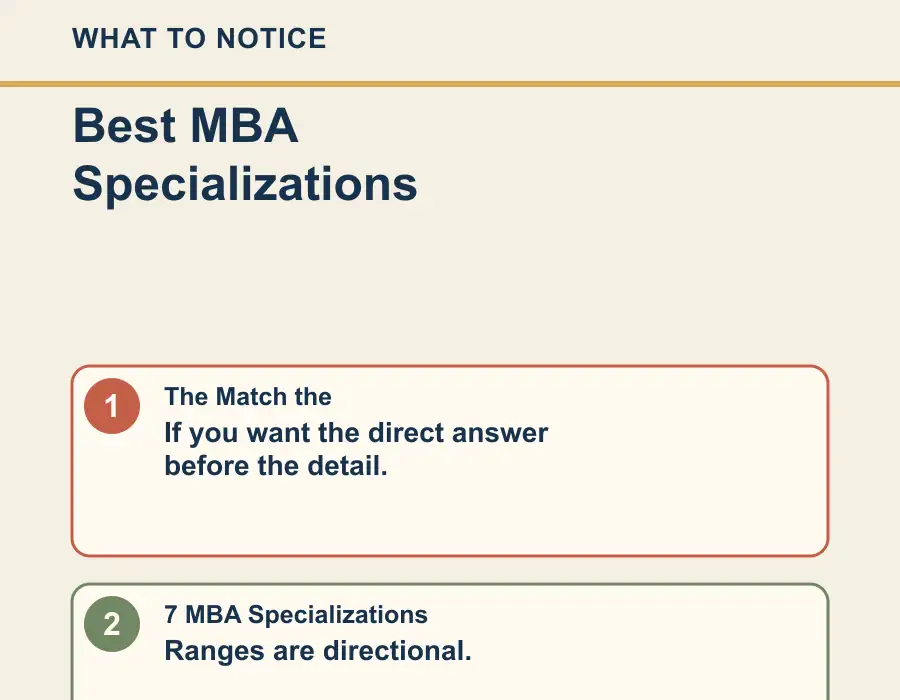 WHAT TO NOTICE
Best MBA
Specializations
1
The Match the
If you want the direct answer
before the detail.
2
7 MBA Specializations
Ranges are directional.